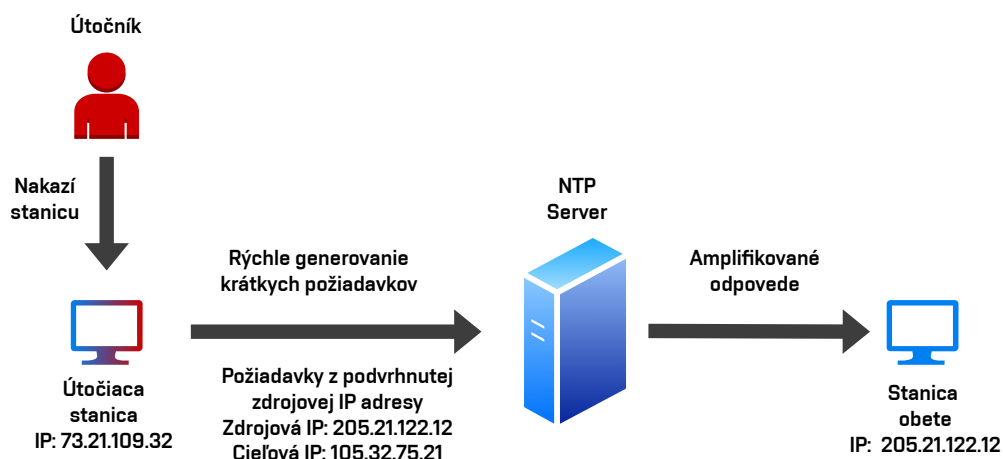 Útočník
Nakazí
stanicu
NTP
Server
Rýchle generovanie
krátkych požiadavkov
Amplifikované
odpovede
Požiadavky z podvrhnutej
zdrojovej IP adresy
Zdrojová IP: 205.21.122.12
Cieľová IP: 105.32.75.21
Útočiaca
stanica
IP: 73.21.109.32
Stanica
obete
IP: 205.21.122.12